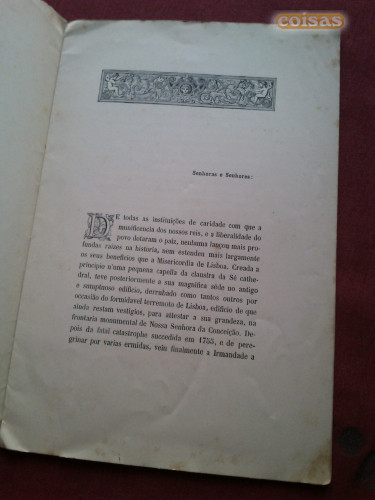 coisas
Senhoras e Senhores:
DE todas as instituições de caridade com que a
munificencia dos nossos reis, e a liberalidade do
povo dotaram o paiz, nenhuma lançou mais pro-
fundas raizes na historia, nem estendeu mais largamente
os seus beneficios que a Misericordia de Lisboa. Creada a
principio n'uma pequena capella da claustra da Sé cathe-
dral, teve posteriormente a sua magnifica séde no antigo
e sumptuoso edificio, derrubado como tantos outros por
occasião do formidavel terremoto de Lisboa, edificio de que
ainda restam vestigios, para attestar a sua grandeza, na
frontaria monumental de Nossa Senhora da Conceição. De-
pois da fatal catastrophe succedida em 1755, e de pere-
grinar por varias ermidas, veiu finalmente a Irmandade a